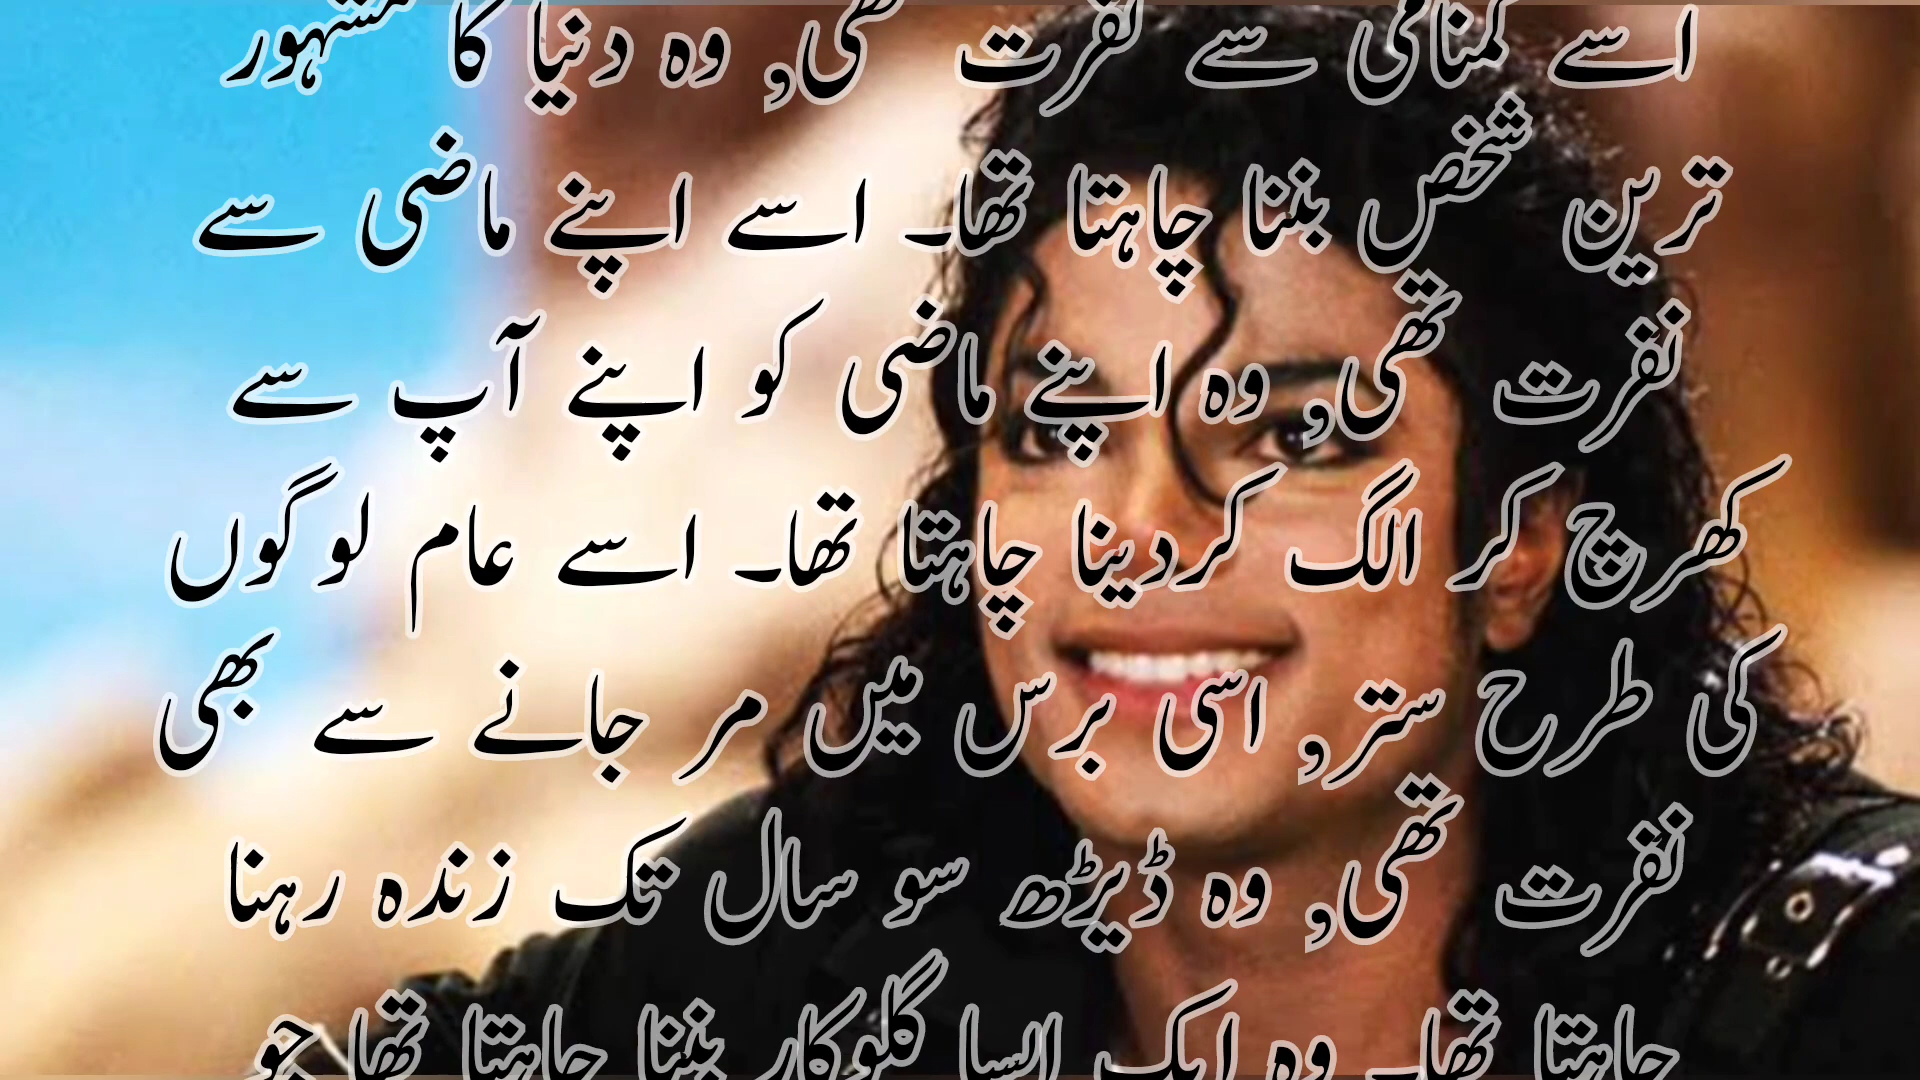 اسے گمنامی سے نفرت تھی, وہ دنیا کا مشہور
ترین شخص بننا چاہتا تھا۔ اسے اپنے ماضی سے
نفرت تھی, وہ اپنے ماضی کو اپنے آپ سے
کھرچ کر الگ کردینا چاہتا تھا۔ اسے عام لوگوں
کی طرح ستر, اسی برس میں مر جانے سے بھی
نفرت تھی, وہ ڈیڑھ سو سال تک زندہ رہنا
چاہتا تھا۔ وہ ایک ایسا گلوکار بننا چاہتا تھا جو